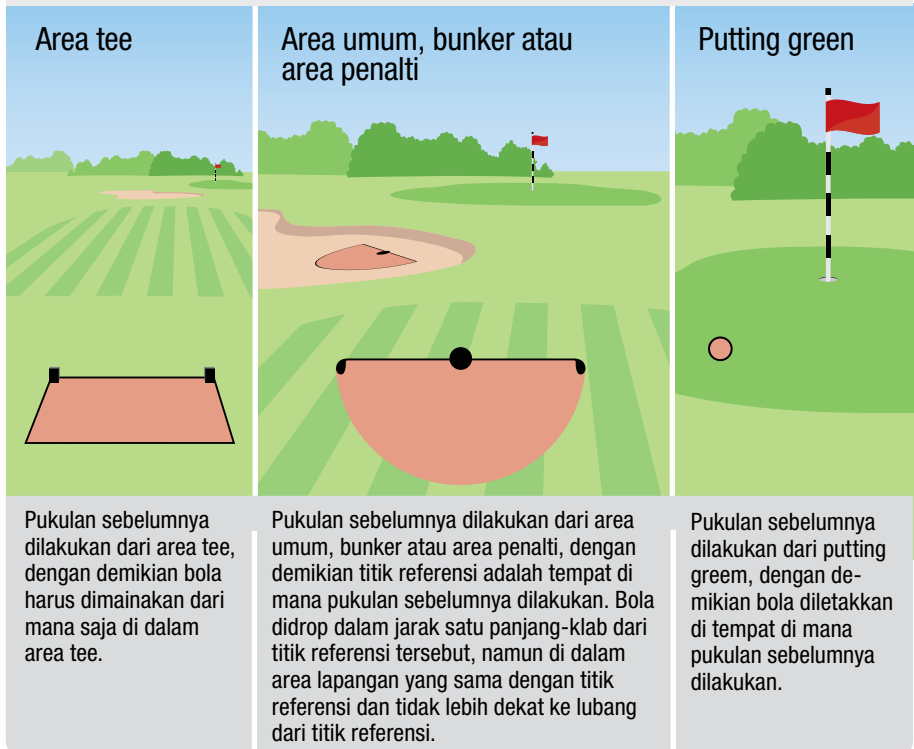 Area tee
Pukulan sebelumnya
dilakukan dari area tee,
dengan demikian bola
harus dimainakan dari
mana saja di dalam
area tee.
Area umum, bunker atau
area penalti
Pukulan sebelumnya dilakukan dari area
umum, bunker atau area penalti, dengan
demikian titik referensi adalah tempat di
mana pukulan sebelumnya dilakukan. Bola
didrop dalam jarak satu panjang-klab dari
titik referensi tersebut, namun di dalam
area lapangan yang sama dengan titik
referensi dan tidak lebih dekat ke lubang
dari titik referensi.
Putting green
Pukulan sebelumnya
dilakukan dari putting
greem, dengan de-
mikian bola diletakkan
di tempat di mana
pukulan sebelumnya
dilakukan.